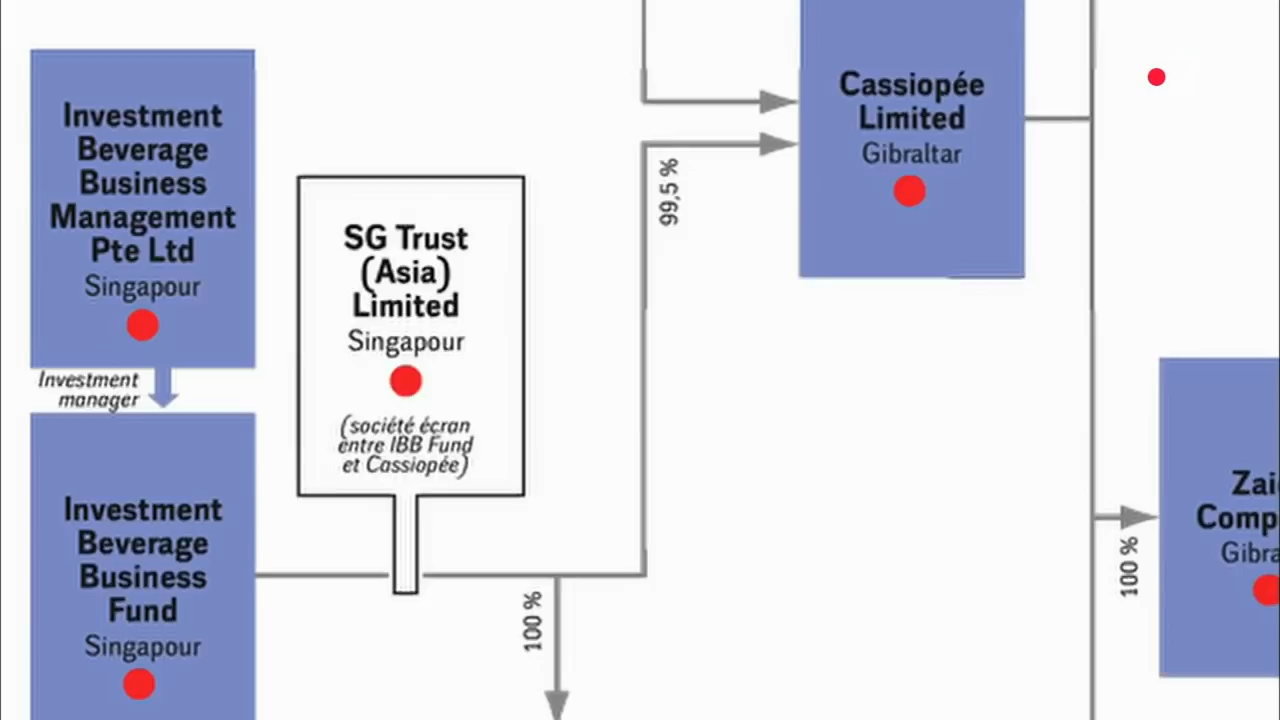 Investment
Beverage
Business
Management
Pte Ltd
Singapour
Investment
manager
Investment
Beverage
Business
Fund
Singapour
SG Trust
(Asia)
Limited
Singapour
(société écran
entre IBB Fund
et Cassiopée)
100 %
99,5 %
Cassiopée
Limited
Gibraltar
100 %